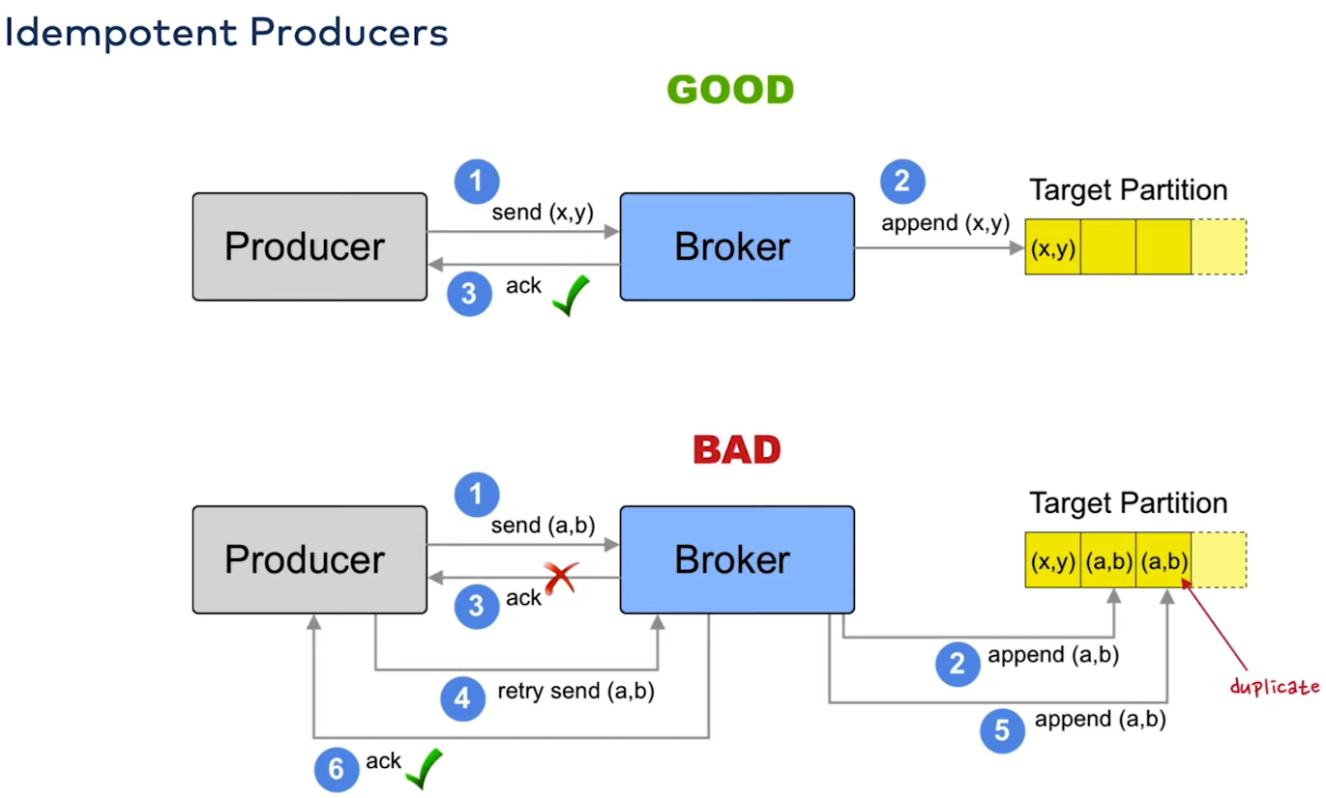 Idempotent Producers
GOOD
1
send (x,y)
2
append (x,y)
Target Partition
Producer
Broker
(x,y)
3
ack
BAD
1
send (a,b)
Target Partition
Producer
Broker
(x,y) (a,b) (a,b)
3
ack
2
append (a,b)
duplicate
4
retry send (a,b)
5
append (a,b)
6
ack